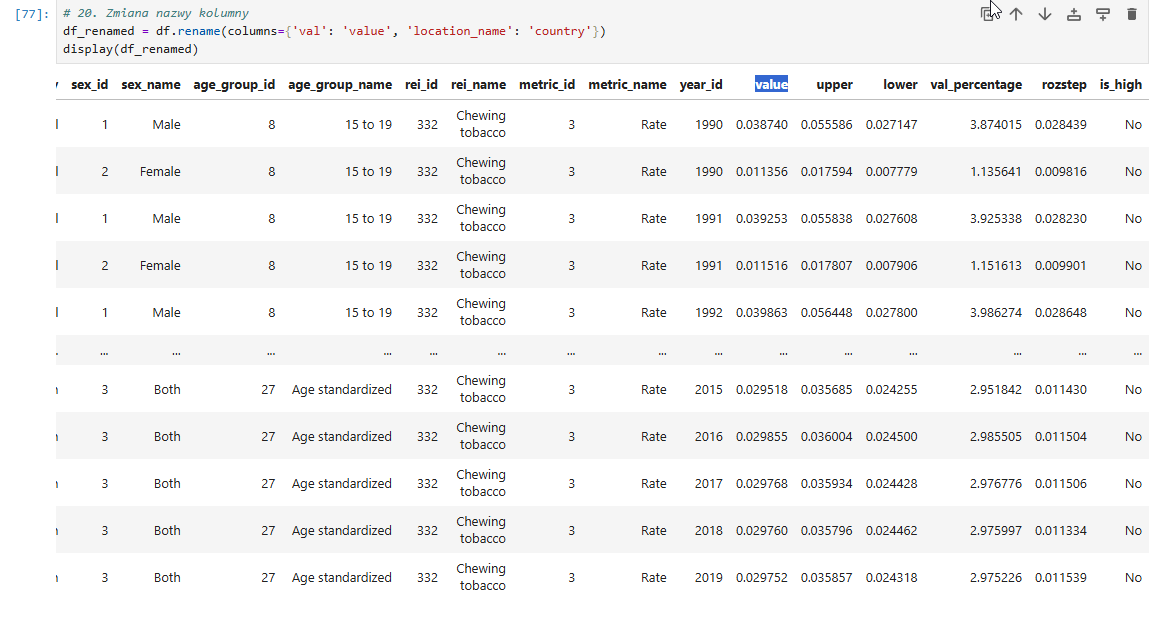 [77]: # 20. Zmiana nazwy kolumny
df_renamed = df.rename(columns={'val': 'value', 'location_name': 'country'})
display(df_renamed)
sex_id sex_name age_group_id age_group_name rei_id rei_name metric_id metric_name year_id value upper lower val_percentage rozstep is_high
1 Male 8 15 to 19 332 Chewing tobacco 3 Rate 1990 0.038740 0.055586 0.027147 3.874015 0.028439 No
2 Female 8 15 to 19 332 Chewing tobacco 3 Rate 1990 0.011356 0.017594 0.007779 1.135641 0.009816 No
1 Male 8 15 to 19 332 Chewing tobacco 3 Rate 1991 0.039253 0.055838 0.027608 3.925338 0.028230 No
2 Female 8 15 to 19 332 Chewing tobacco 3 Rate 1991 0.011516 0.017807 0.007906 1.151613 0.009901 No
1 Male 8 15 to 19 332 Chewing tobacco 3 Rate 1992 0.039863 0.056448 0.027800 3.986274 0.028648 No
... ... ... ... ... ... ... ... ... ... ... ... ... ... ...
3 Both 27 Age standardized 332 Chewing tobacco 3 Rate 2015 0.029518 0.035685 0.024255 2.951842 0.011430 No
3 Both 27 Age standardized 332 Chewing tobacco 3 Rate 2016 0.029855 0.036004 0.024500 2.985505 0.011504 No
3 Both 27 Age standardized 332 Chewing tobacco 3 Rate 2017 0.029768 0.035934 0.024428 2.976776 0.011506 No
3 Both 27 Age standardized 332 Chewing tobacco 3 Rate 2018 0.029760 0.035796 0.024462 2.975997 0.011334 No
3 Both 27 Age standardized 332 Chewing tobacco 3 Rate 2019 0.029752 0.035857 0.024318 2.975226 0.011539 No